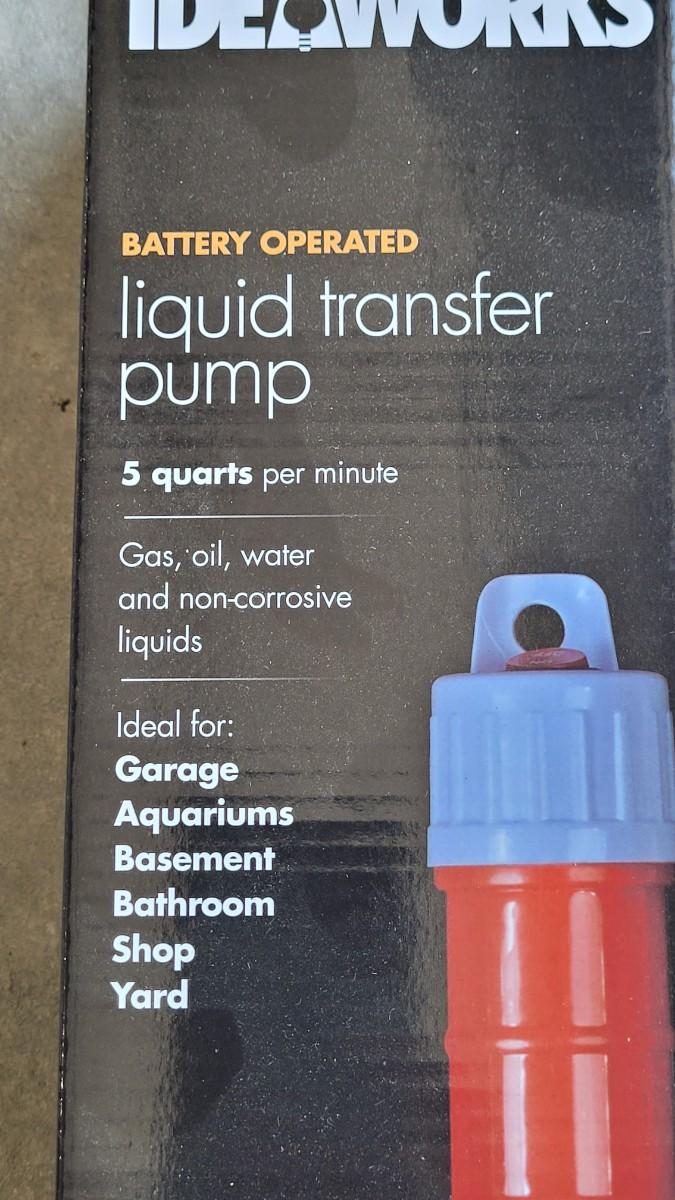 IDEAWORKS
BATTERY OPERATED
liquid transfer
pump
5 quarts per minute
Gas, oil, water
and non-corrosive
liquids
Ideal for:
Garage
Aquariums
Basement
Bathroom
Shop
Yard